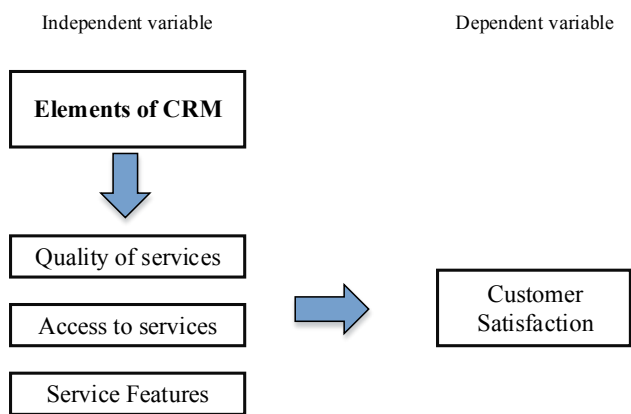 Independent variable
Dependent variable
Elements of CRM
Quality of services
Access to services
Service Features
Customer
Satisfaction